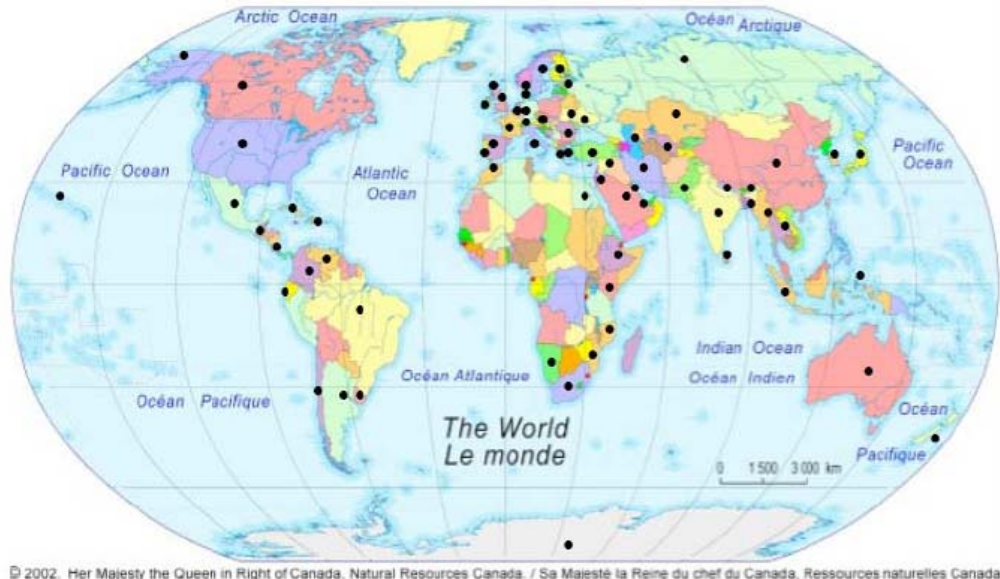 Arctic Ocean
Océan Arctique
Pacific Ocean
Atlantic
Ocean
Pacific
Ocean
Indian Ocean
Océan Atlantique
Océan Indien
Océan Pacifique
Océan
Pacifique
The World
Le monde
0 1 500 3 000 km
© 2002. Her Majesty the Queen in Right of Canada, Natural Resources Canada. / Sa Majesté la Reine du chef du Canada, Ressources naturelles Canada.